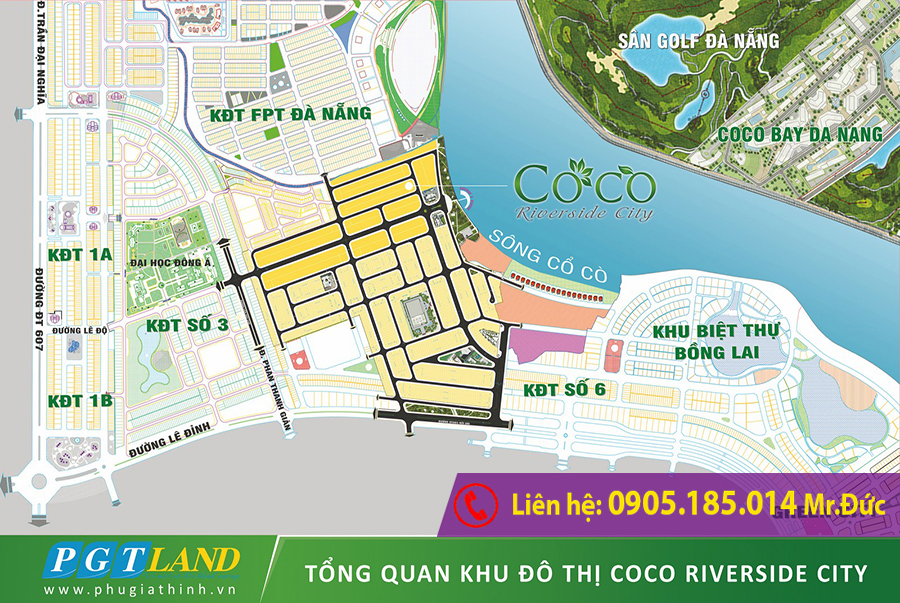 Đ.TRẦN ĐẠI NGHĨA
SÂN GOLF ĐÀ NẴNG
KĐT FPT ĐÀ NẴNG
COCO BAY DA NANG
COCO
Riverside City
SÔNG CỔ CÒ
KĐT 1A
ĐẠI HỌC ĐÔNG Á
ĐƯỜNG ĐT 607
ĐƯỜNG LÊ ĐỘ
KĐT SỐ 3
KHU BIỆT THỰ
BỒNG LAI
Đ. PHAN THANH GIẢN
KĐT 1B
KĐT SỐ 6
ĐƯỜNG LÊ ĐỈNH
Liên hệ: 0905.185.014 Mr.Đức
PGTLAND
www.phugiathinh.vn
TỔNG QUAN KHU ĐÔ THỊ COCO RIVERSIDE CITY